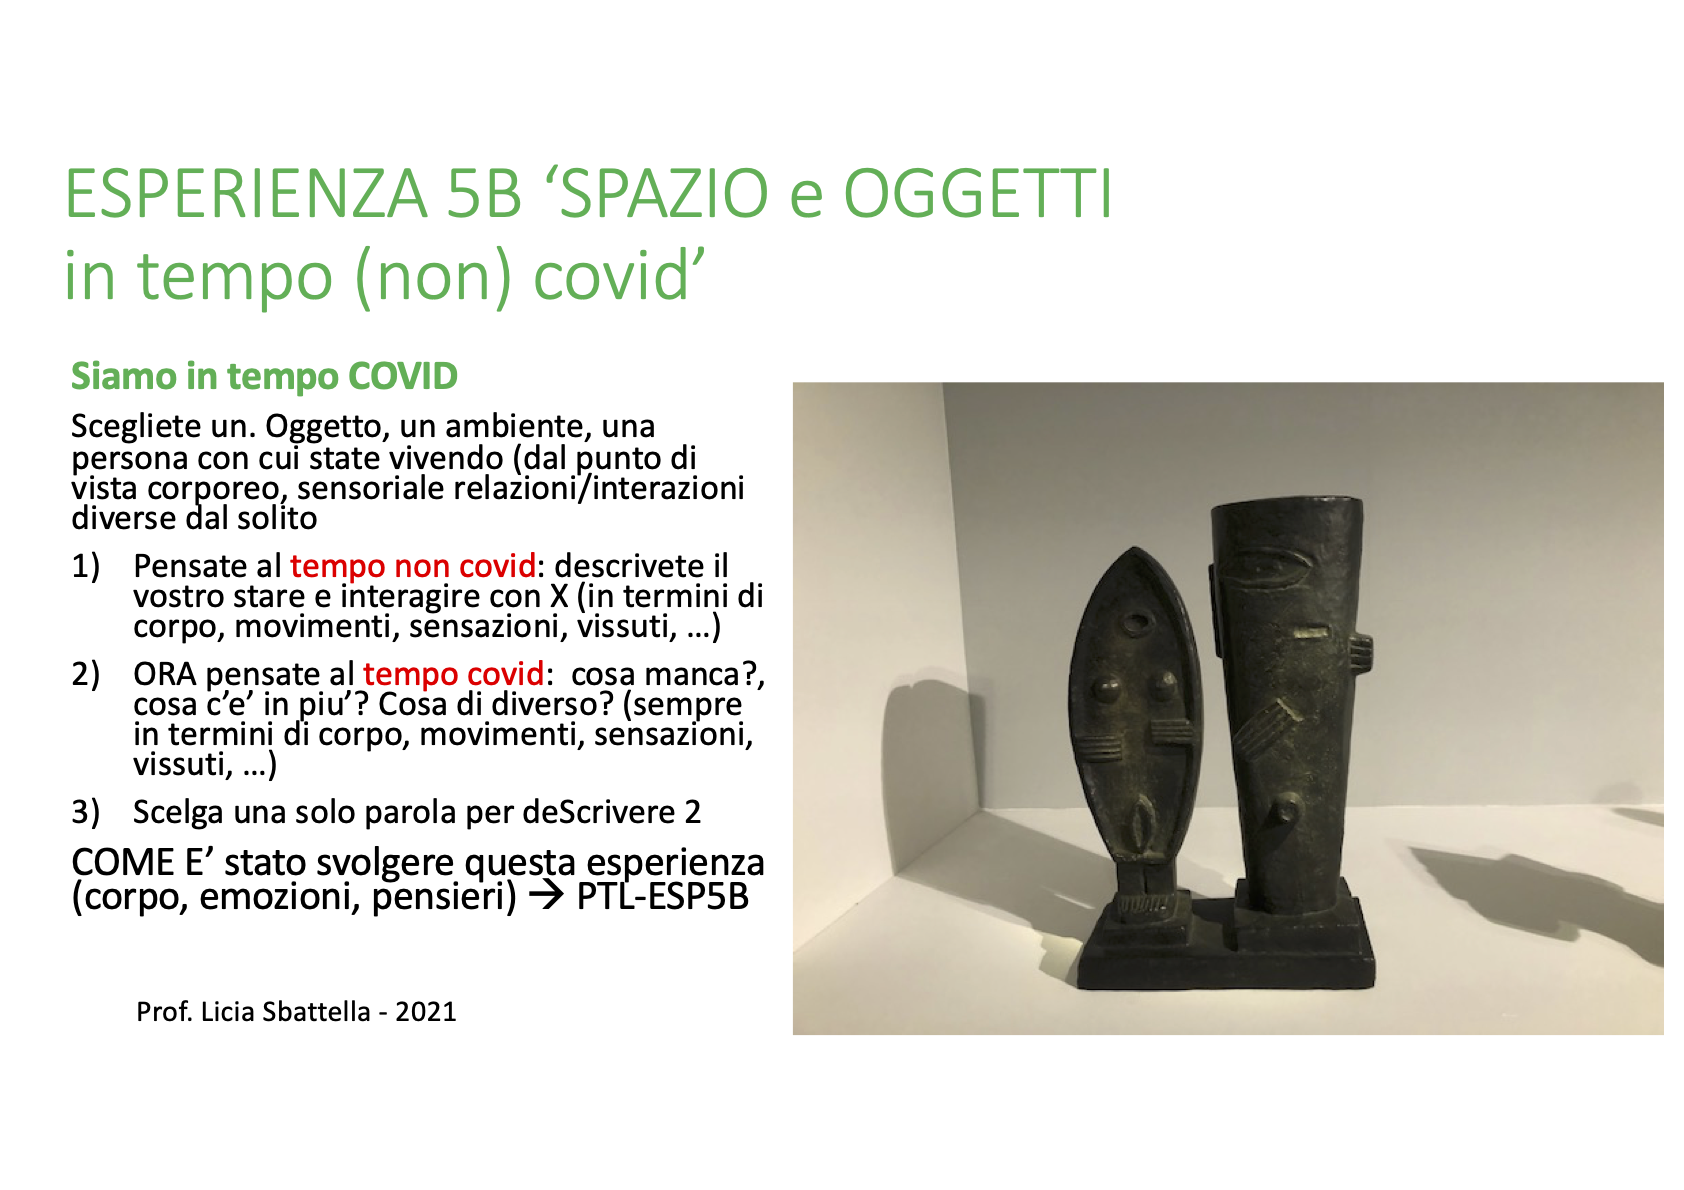 ESPERIENZA 5B ‘SPAZIO e OGGETTI
in tempo (non) covid’
Siamo in tempo COVID
Scegliete un. Oggetto, un ambiente, una
persona con cui state vivendo (dal punto di
vista corporeo, sensoriale relazioni/interazioni
diverse dal solito
1) Pensate al tempo non covid: descrivete il
vostro stare e interagire con X (in termini di
corpo, movimenti, sensazioni, vissuti, …)
2) ORA pensate al tempo covid: cosa manca?,
cosa c’e’ in piu’? Cosa di diverso? (sempre
in termini di corpo, movimenti, sensazioni,
vissuti, …)
3) Scelga una solo parola per deScrivere 2
COME E’ stato svolgere questa esperienza
(corpo, emozioni, pensieri) → PTL-ESP5B
Prof. Licia Sbattella - 2021